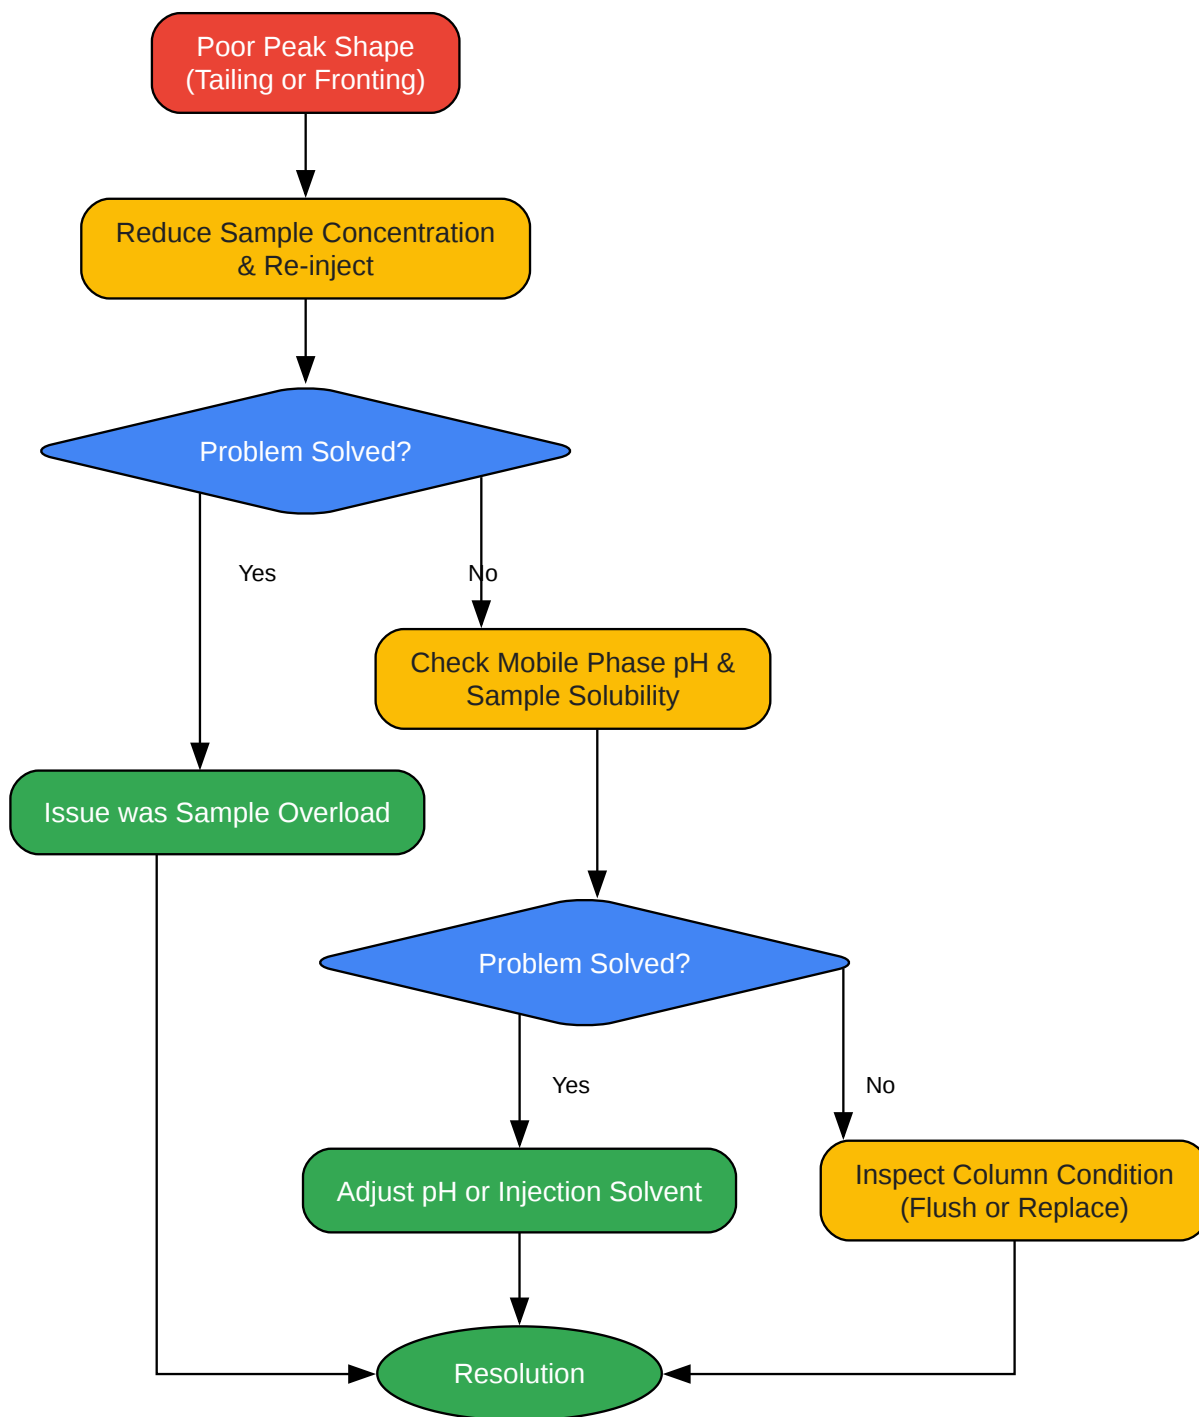 Poor Peak Shape
(Tailing or Fronting)
Reduce Sample Concentration
& Re-inject
Problem Solved?
Yes
No
Check Mobile Phase pH &
Sample Solubility
Issue was Sample Overload
Problem Solved?
Yes
No
Adjust pH or Injection Solvent
Inspect Column Condition
(Flush or Replace)
Resolution